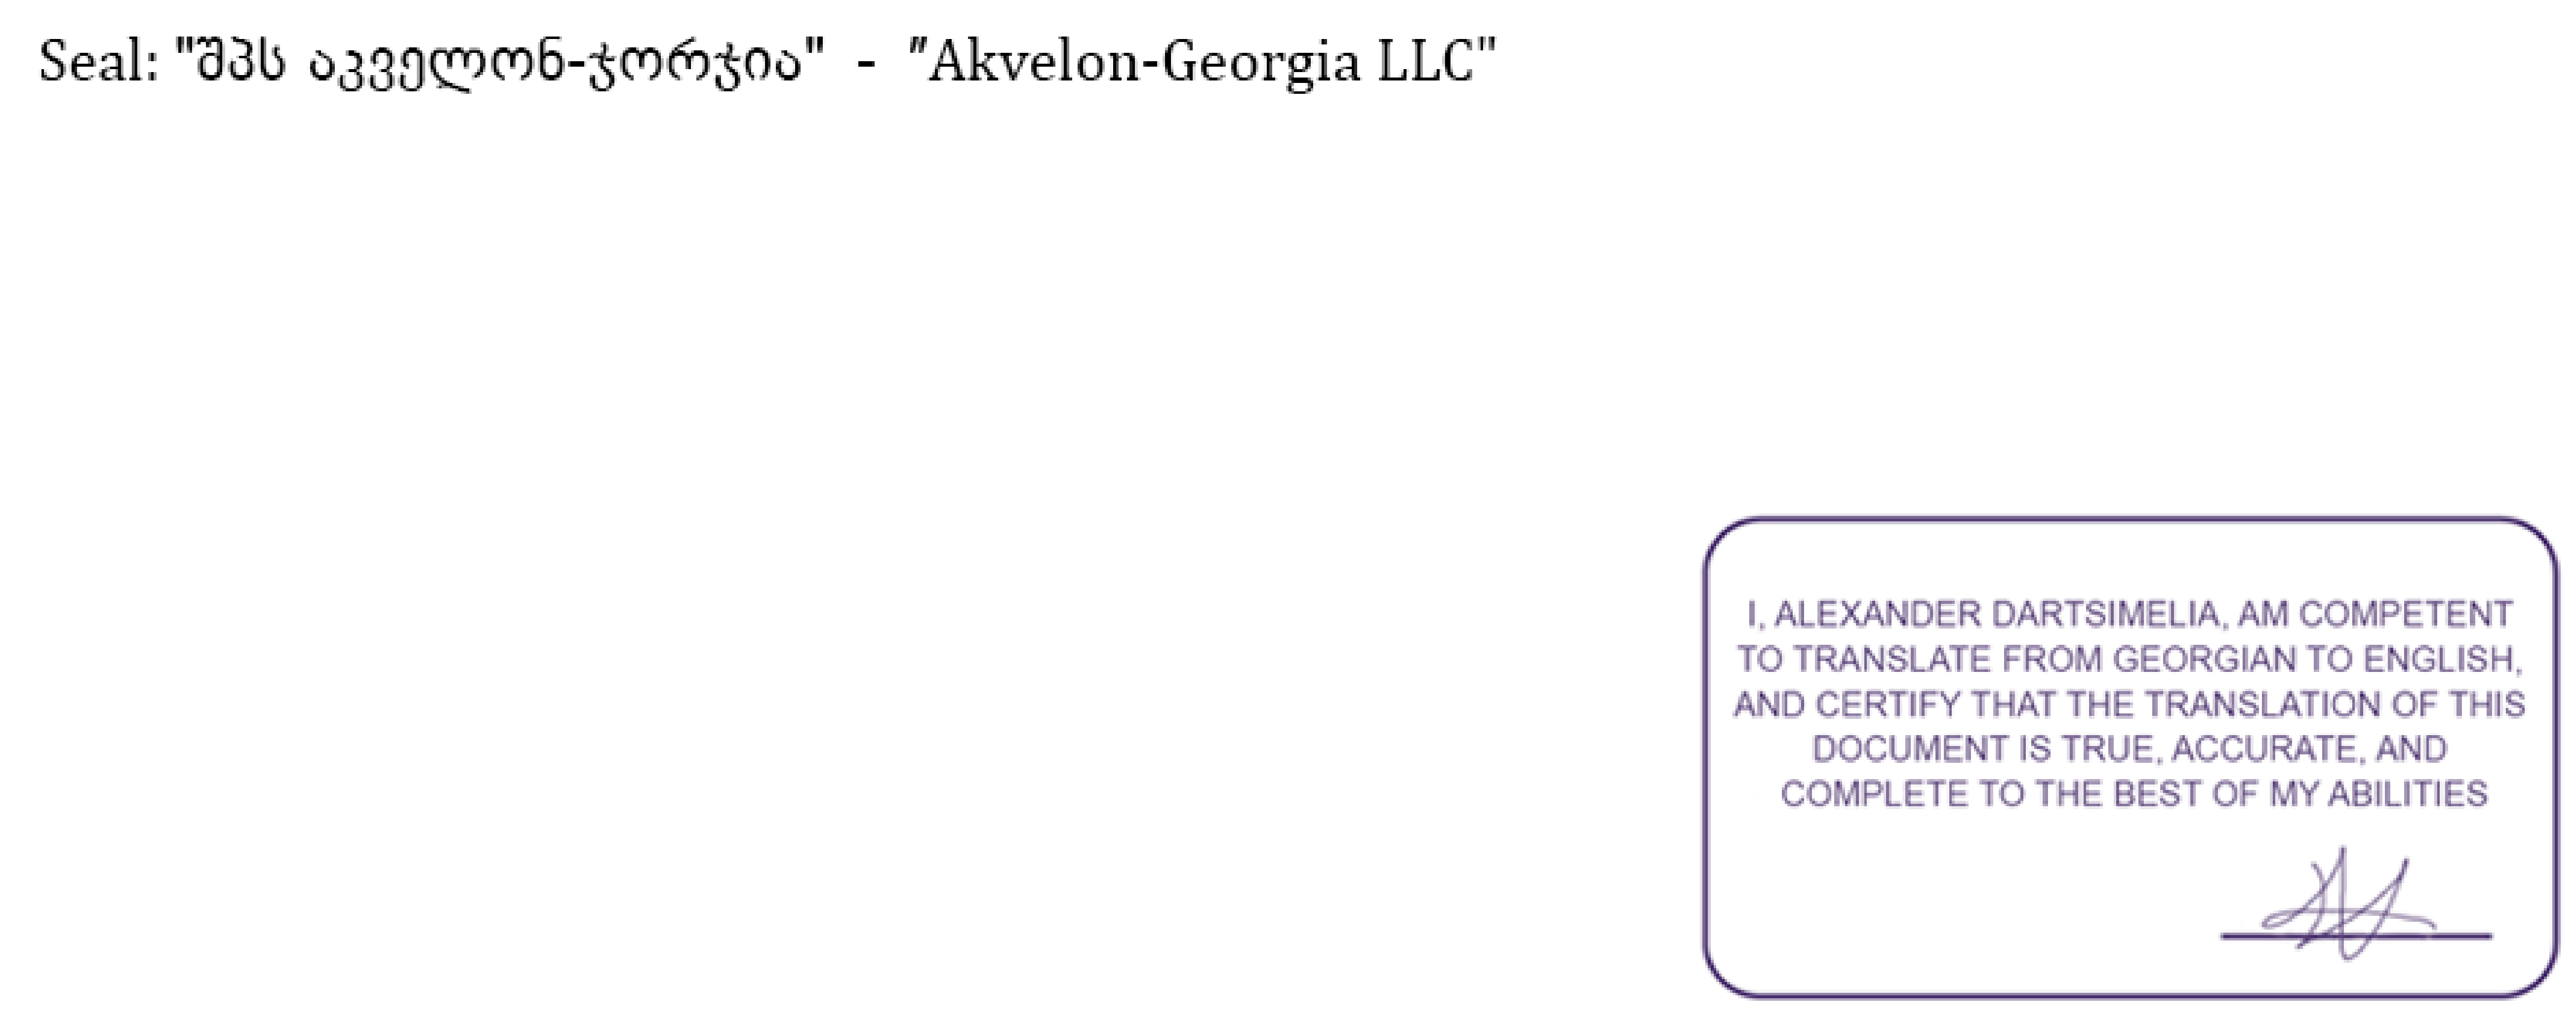 Seal: "შპს აკველონ-ჯორჯია" - "Akvelon-Georgia LLC"
I, ALEXANDER DARTSIMELIA, AM COMPETENT
TO TRANSLATE FROM GEORGIAN TO ENGLISH,
AND CERTIFY THAT THE TRANSLATION OF THIS
DOCUMENT IS TRUE, ACCURATE, AND
COMPLETE TO THE BEST OF MY ABILITIES